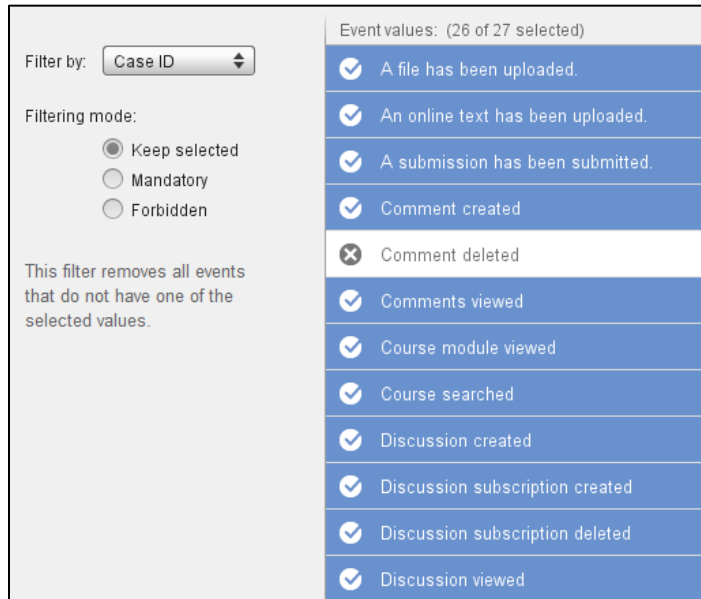 Filter by: Case ID
Filtering mode:
Keep selected
Mandatory
Forbidden
This filter removes all events
that do not have one of the
selected values.
Event values: (26 of 27 selected)
A file has been uploaded.
An online text has been uploaded.
A submission has been submitted.
Comment created
Comment deleted
Comments viewed
Course module viewed
Course searched
Discussion created
Discussion subscription created
Discussion subscription deleted
Discussion viewed